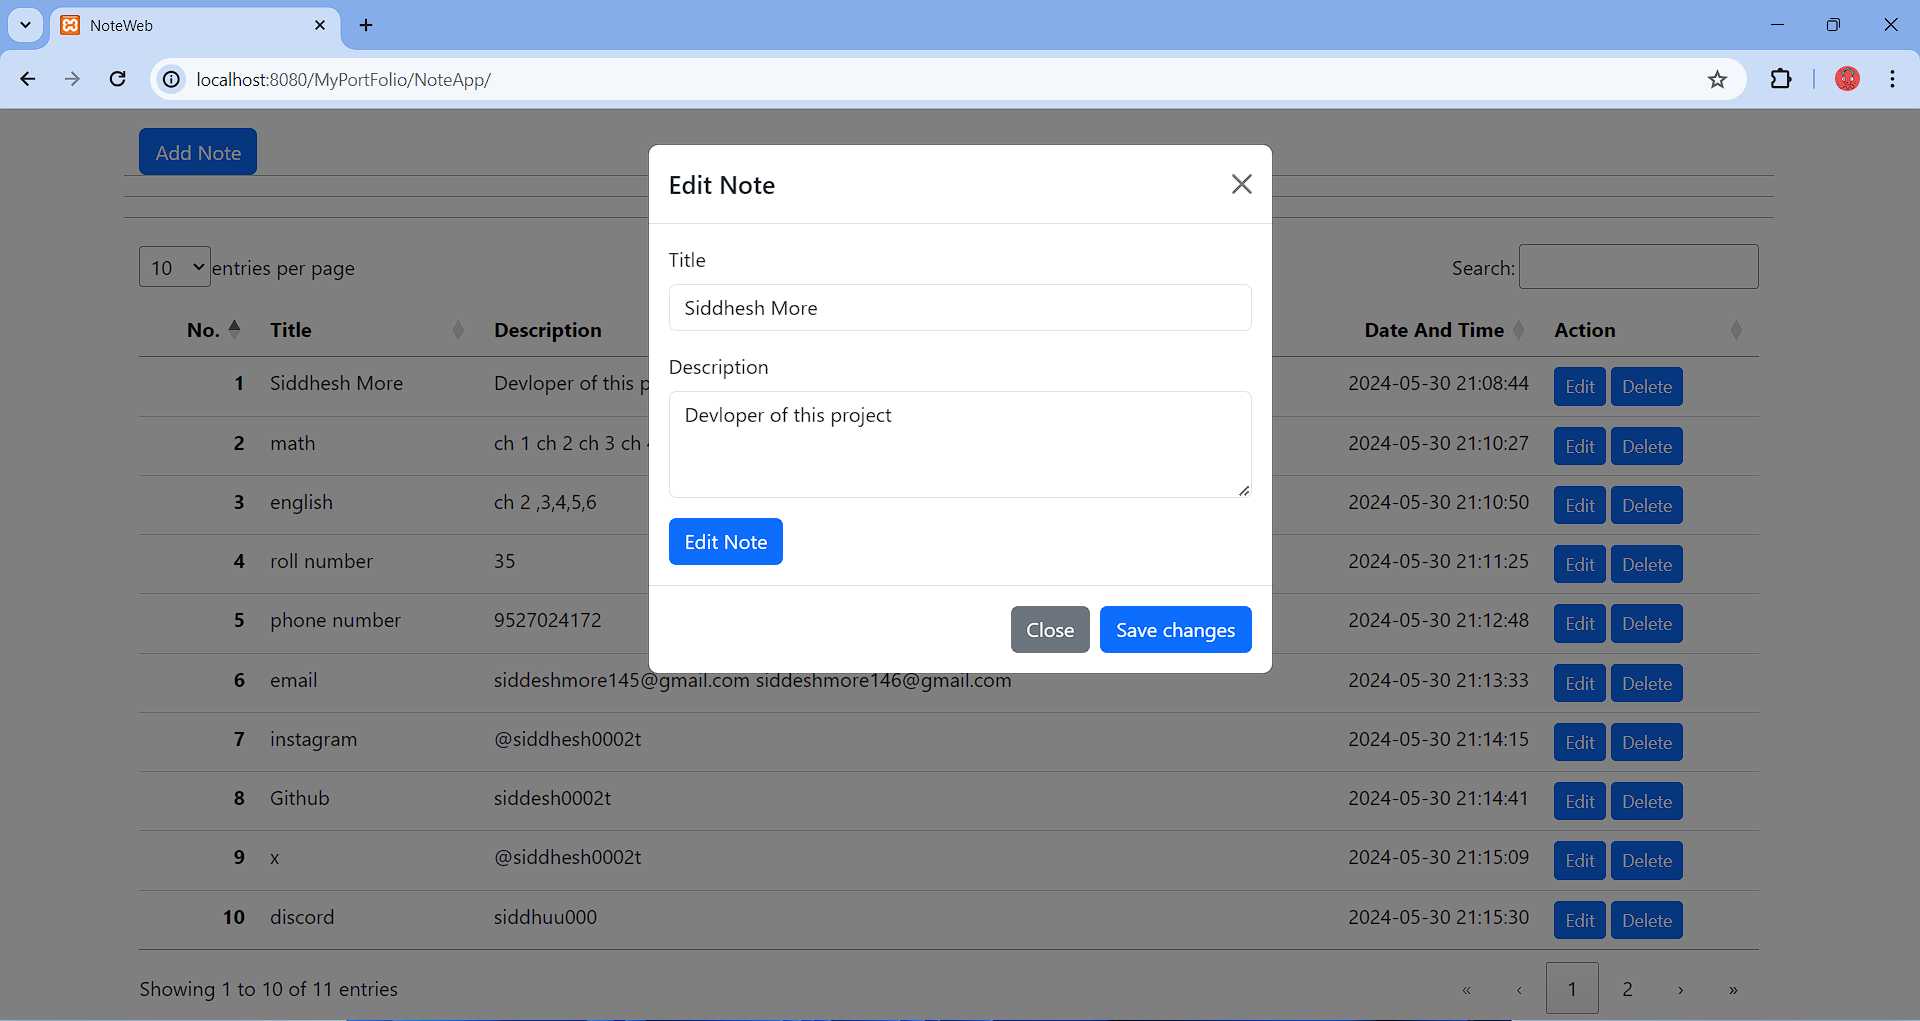 NoteWeb
localhost:8080/MyPortFolio/NoteApp/
Add Note
Edit Note
Title
Siddhesh More
Description
Devloper of this project
Edit Note
Close Save changes
10 entries per page Search:
No. Title Description Date And Time Action
1 Siddhesh More Devloper of this 2024-05-30 21:08:44 Edit Delete
2 math ch 1 ch 2 ch 3 ch 2024-05-30 21:10:27 Edit Delete
3 english ch 2 ,3,4,5,6 2024-05-30 21:10:50 Edit Delete
4 roll number 35 2024-05-30 21:11:25 Edit Delete
5 phone number 9527024172 2024-05-30 21:12:48 Edit Delete
6 email siddeshmore145@gmail.com siddeshmore146@gmail.com 2024-05-30 21:13:33 Edit Delete
7 instagram @siddhesh0002t 2024-05-30 21:14:15 Edit Delete
8 Github siddesh0002t 2024-05-30 21:14:41 Edit Delete
9 x @siddhesh0002t 2024-05-30 21:15:09 Edit Delete
10 discord siddhuu000 2024-05-30 21:15:30 Edit Delete
Showing 1 to 10 of 11 entries « ‹ 1 2 › »